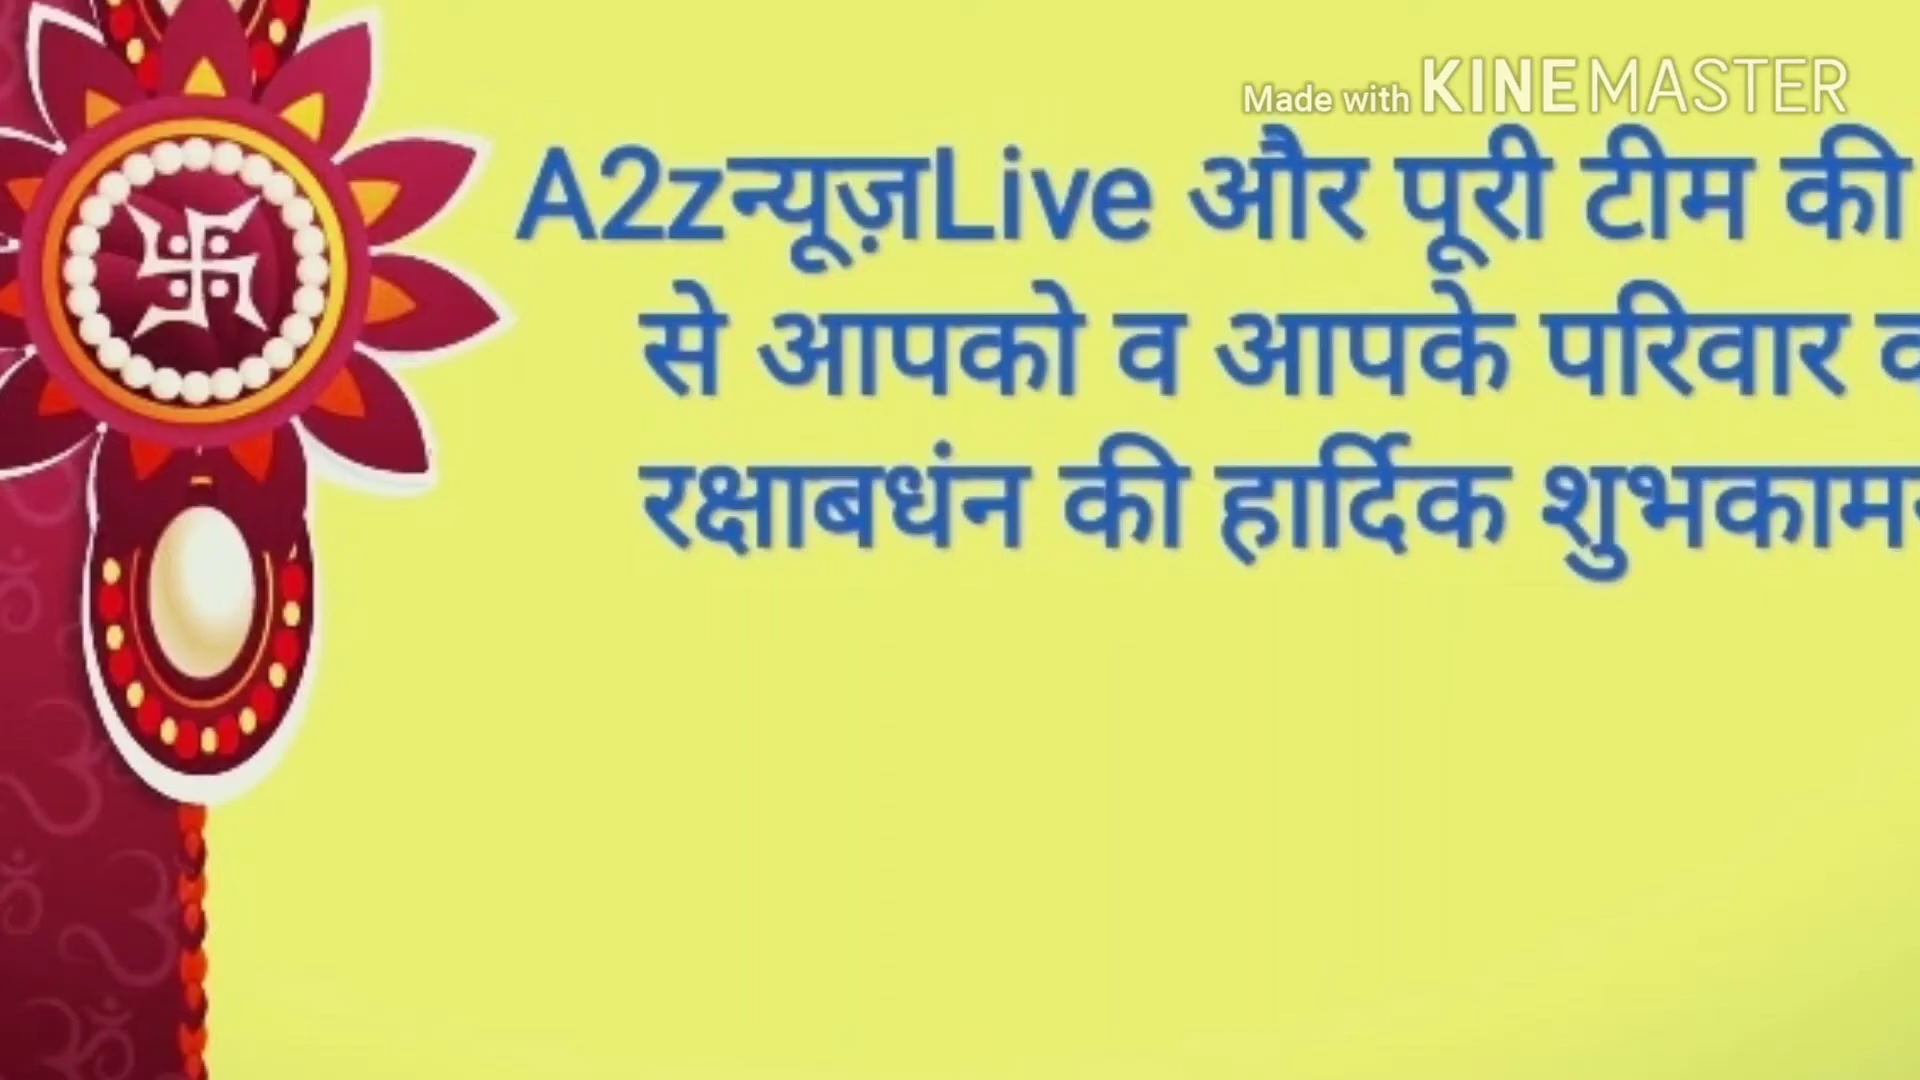 Made with KINEMASTER
A2zन्यूज़Live और पूरी टीम की
से आपको व आपके परिवार
रक्षाबधंन की हार्दिक